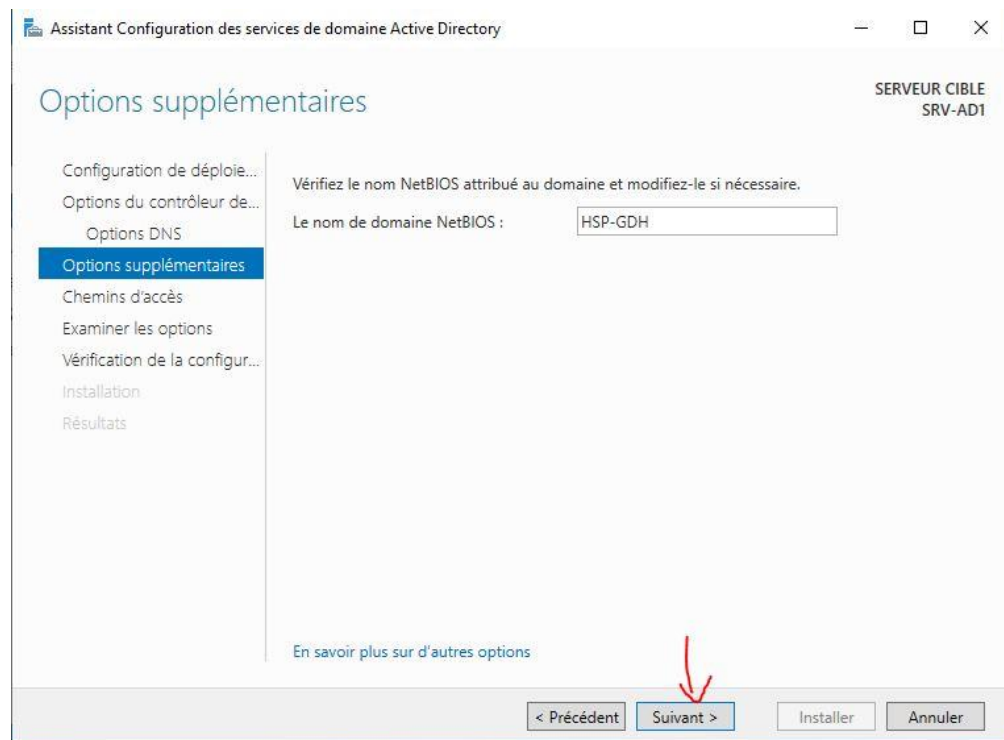 Assistant Configuration des services de domaine Active Directory
Options supplémentaires
SERVEUR CIBLE
SRV-AD1
Configuration de déploie...
Options du contrôleur de...
Options DNS
Options supplémentaires
Chemins d'accès
Examiner les options
Vérification de la configur...
Installation
Résultats
Vérifiez le nom NetBIOS attribué au domaine et modifiez-le si nécessaire.
Le nom de domaine NetBIOS : HSP-GDH
En savoir plus sur d'autres options
< Précédent Suivant > Installer Annuler